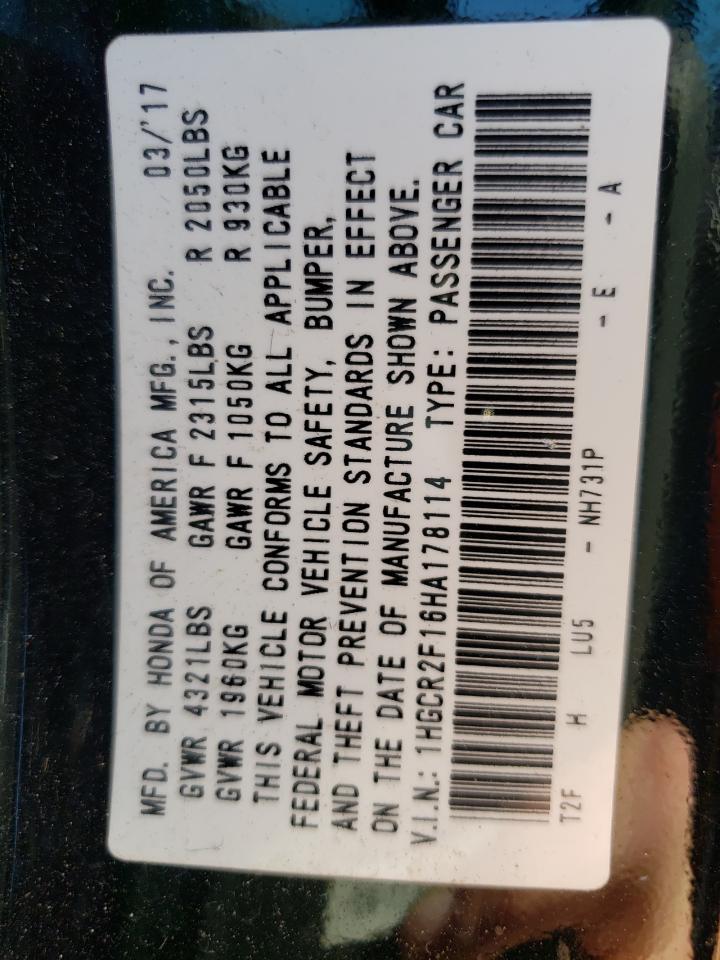 MFD. BY HONDA OF AMERICA MFG., INC. 03/'17
GVWR 4321LBS GAWR F 2315LBS R 2050LBS
GVWR 1960KG GAWR F 1050KG R 930KG
THIS VEHICLE CONFORMS TO ALL APPLICABLE
FEDERAL MOTOR VEHICLE SAFETY, BUMPER,
AND THEFT PREVENTION STANDARDS IN EFFECT
ON THE DATE OF MANUFACTURE SHOWN ABOVE.
V.I.N.: 1HGCR2F16HA178114 TYPE: PASSENGER CAR
T2F H LU5 - NH731P - E - A